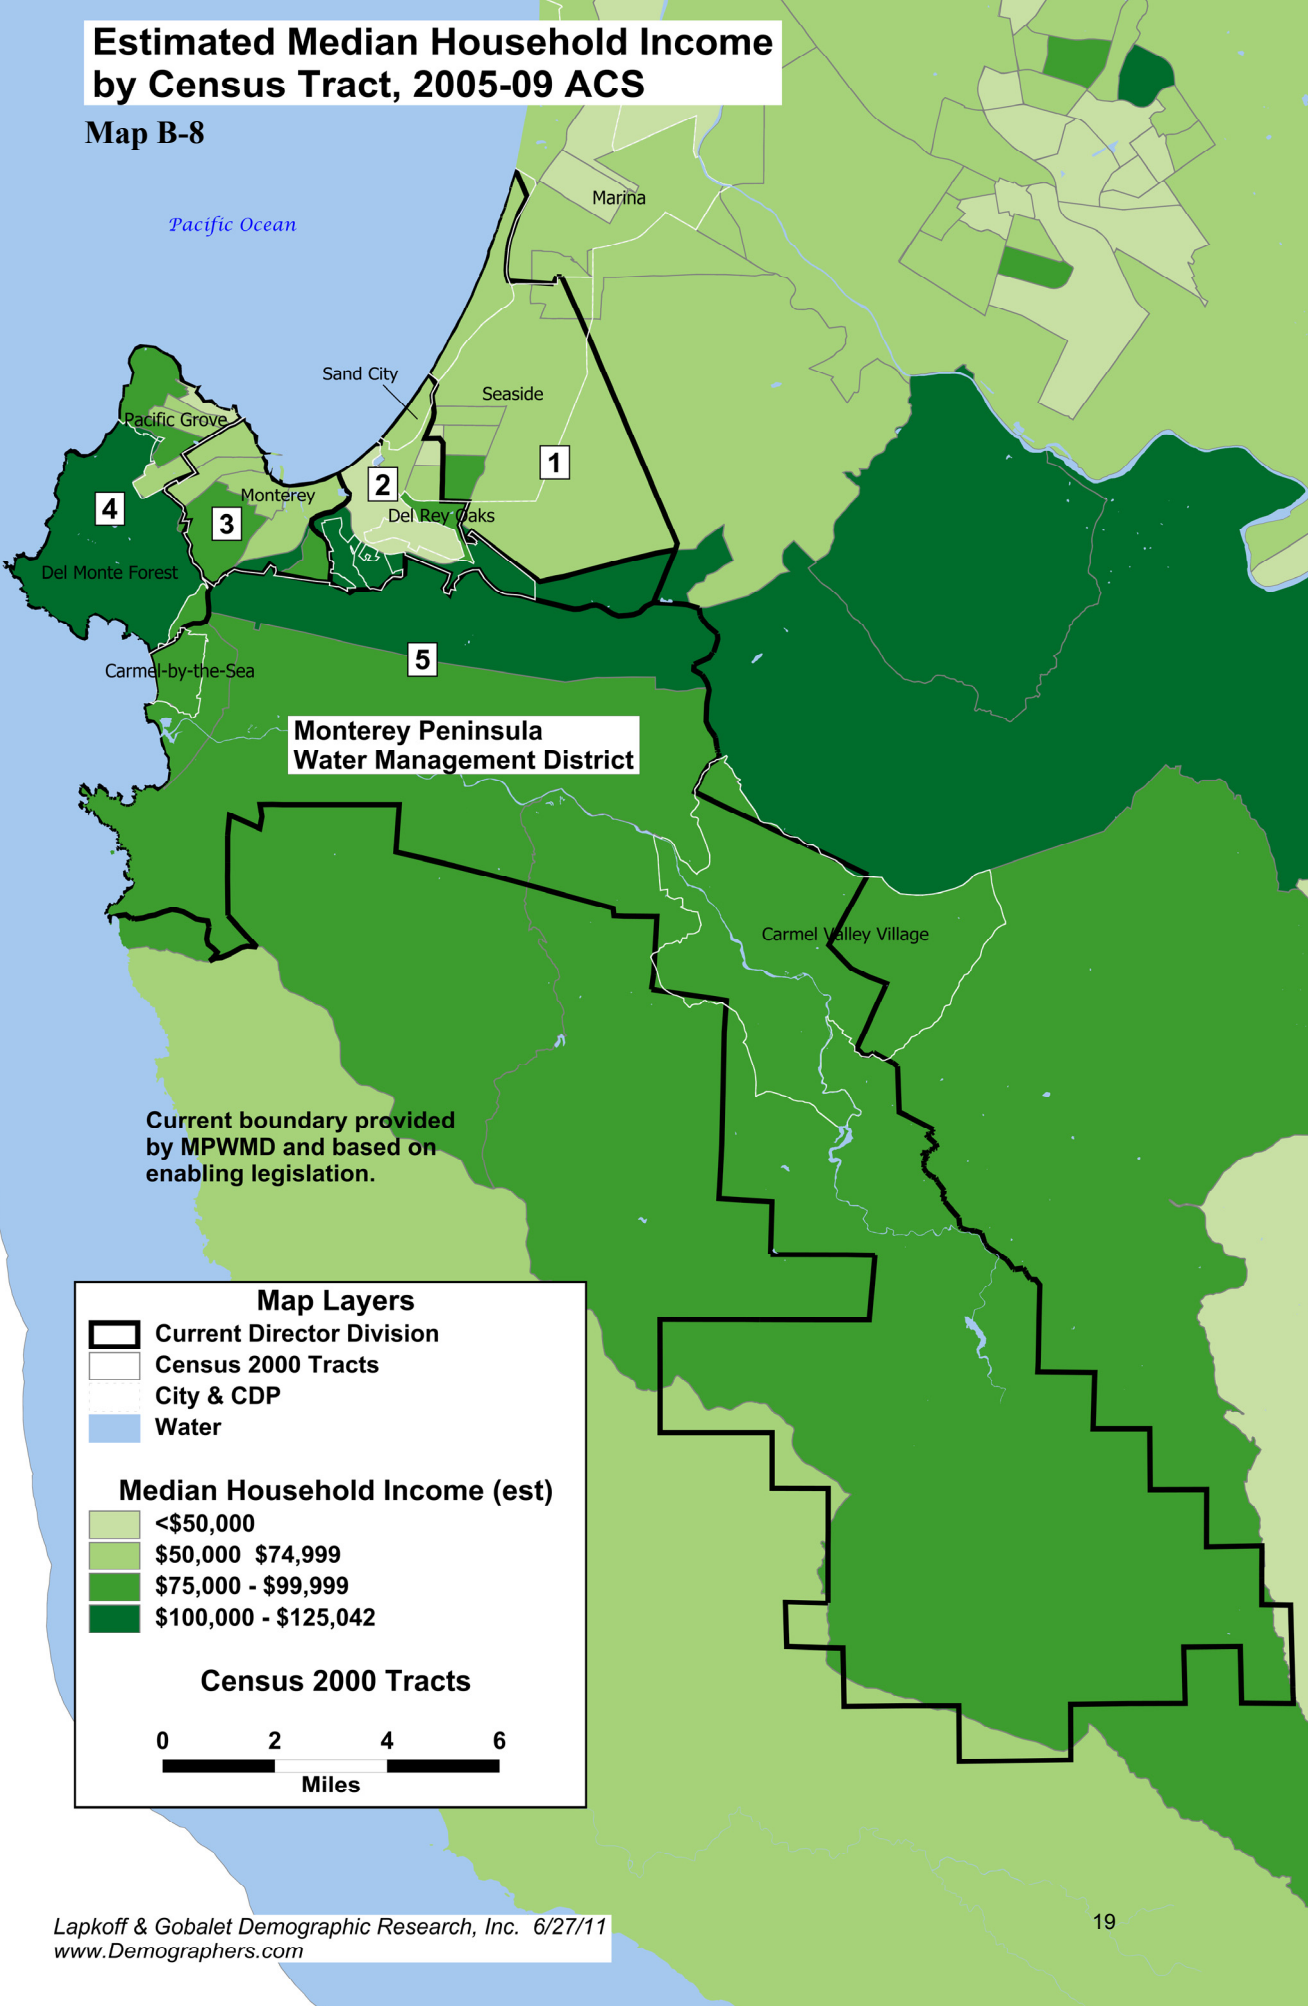 Estimated Median Household Income
by Census Tract, 2005-09 ACS
Map B-8
Pacific Ocean
Marina
Sand City
Seaside
Pacific Grove
1
2
Monterey
4
3
Del Rey Oaks
Del Monte Forest
Carmel-by-the-Sea
5
Monterey Peninsula
Water Management District
Carmel Valley Village
Current boundary provided
by MPWMD and based on
enabling legislation.
Map Layers
Current Director Division
Census 2000 Tracts
City & CDP
Water
Median Household Income (est)
<$50,000
$50,000 $74,999
$75,000 - $99,999
$100,000 - $125,042
Census 2000 Tracts
0 2 4 6
Miles
19
Lapkoff & Gobalet Demographic Research, Inc. 6/27/11
www.Demographers.com